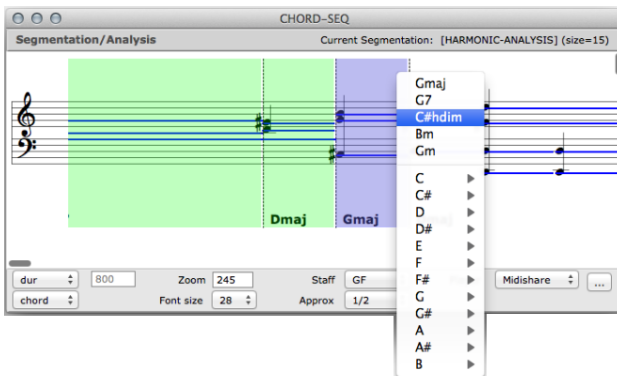 CHORD-SEQ
Segmentation/Analysis Current Segmentation: [HARMONIC-ANALYSIS] (size=15)
Gmaj
G7
C#hdim
Bm
Gm
C
C#
D
D#
E
F
F#
G
G#
A
A#
B
Dmaj Gmaj
dur 800 Zoom 245 Staff GF Midishare ...
chord Font size 28 Approx 1/2